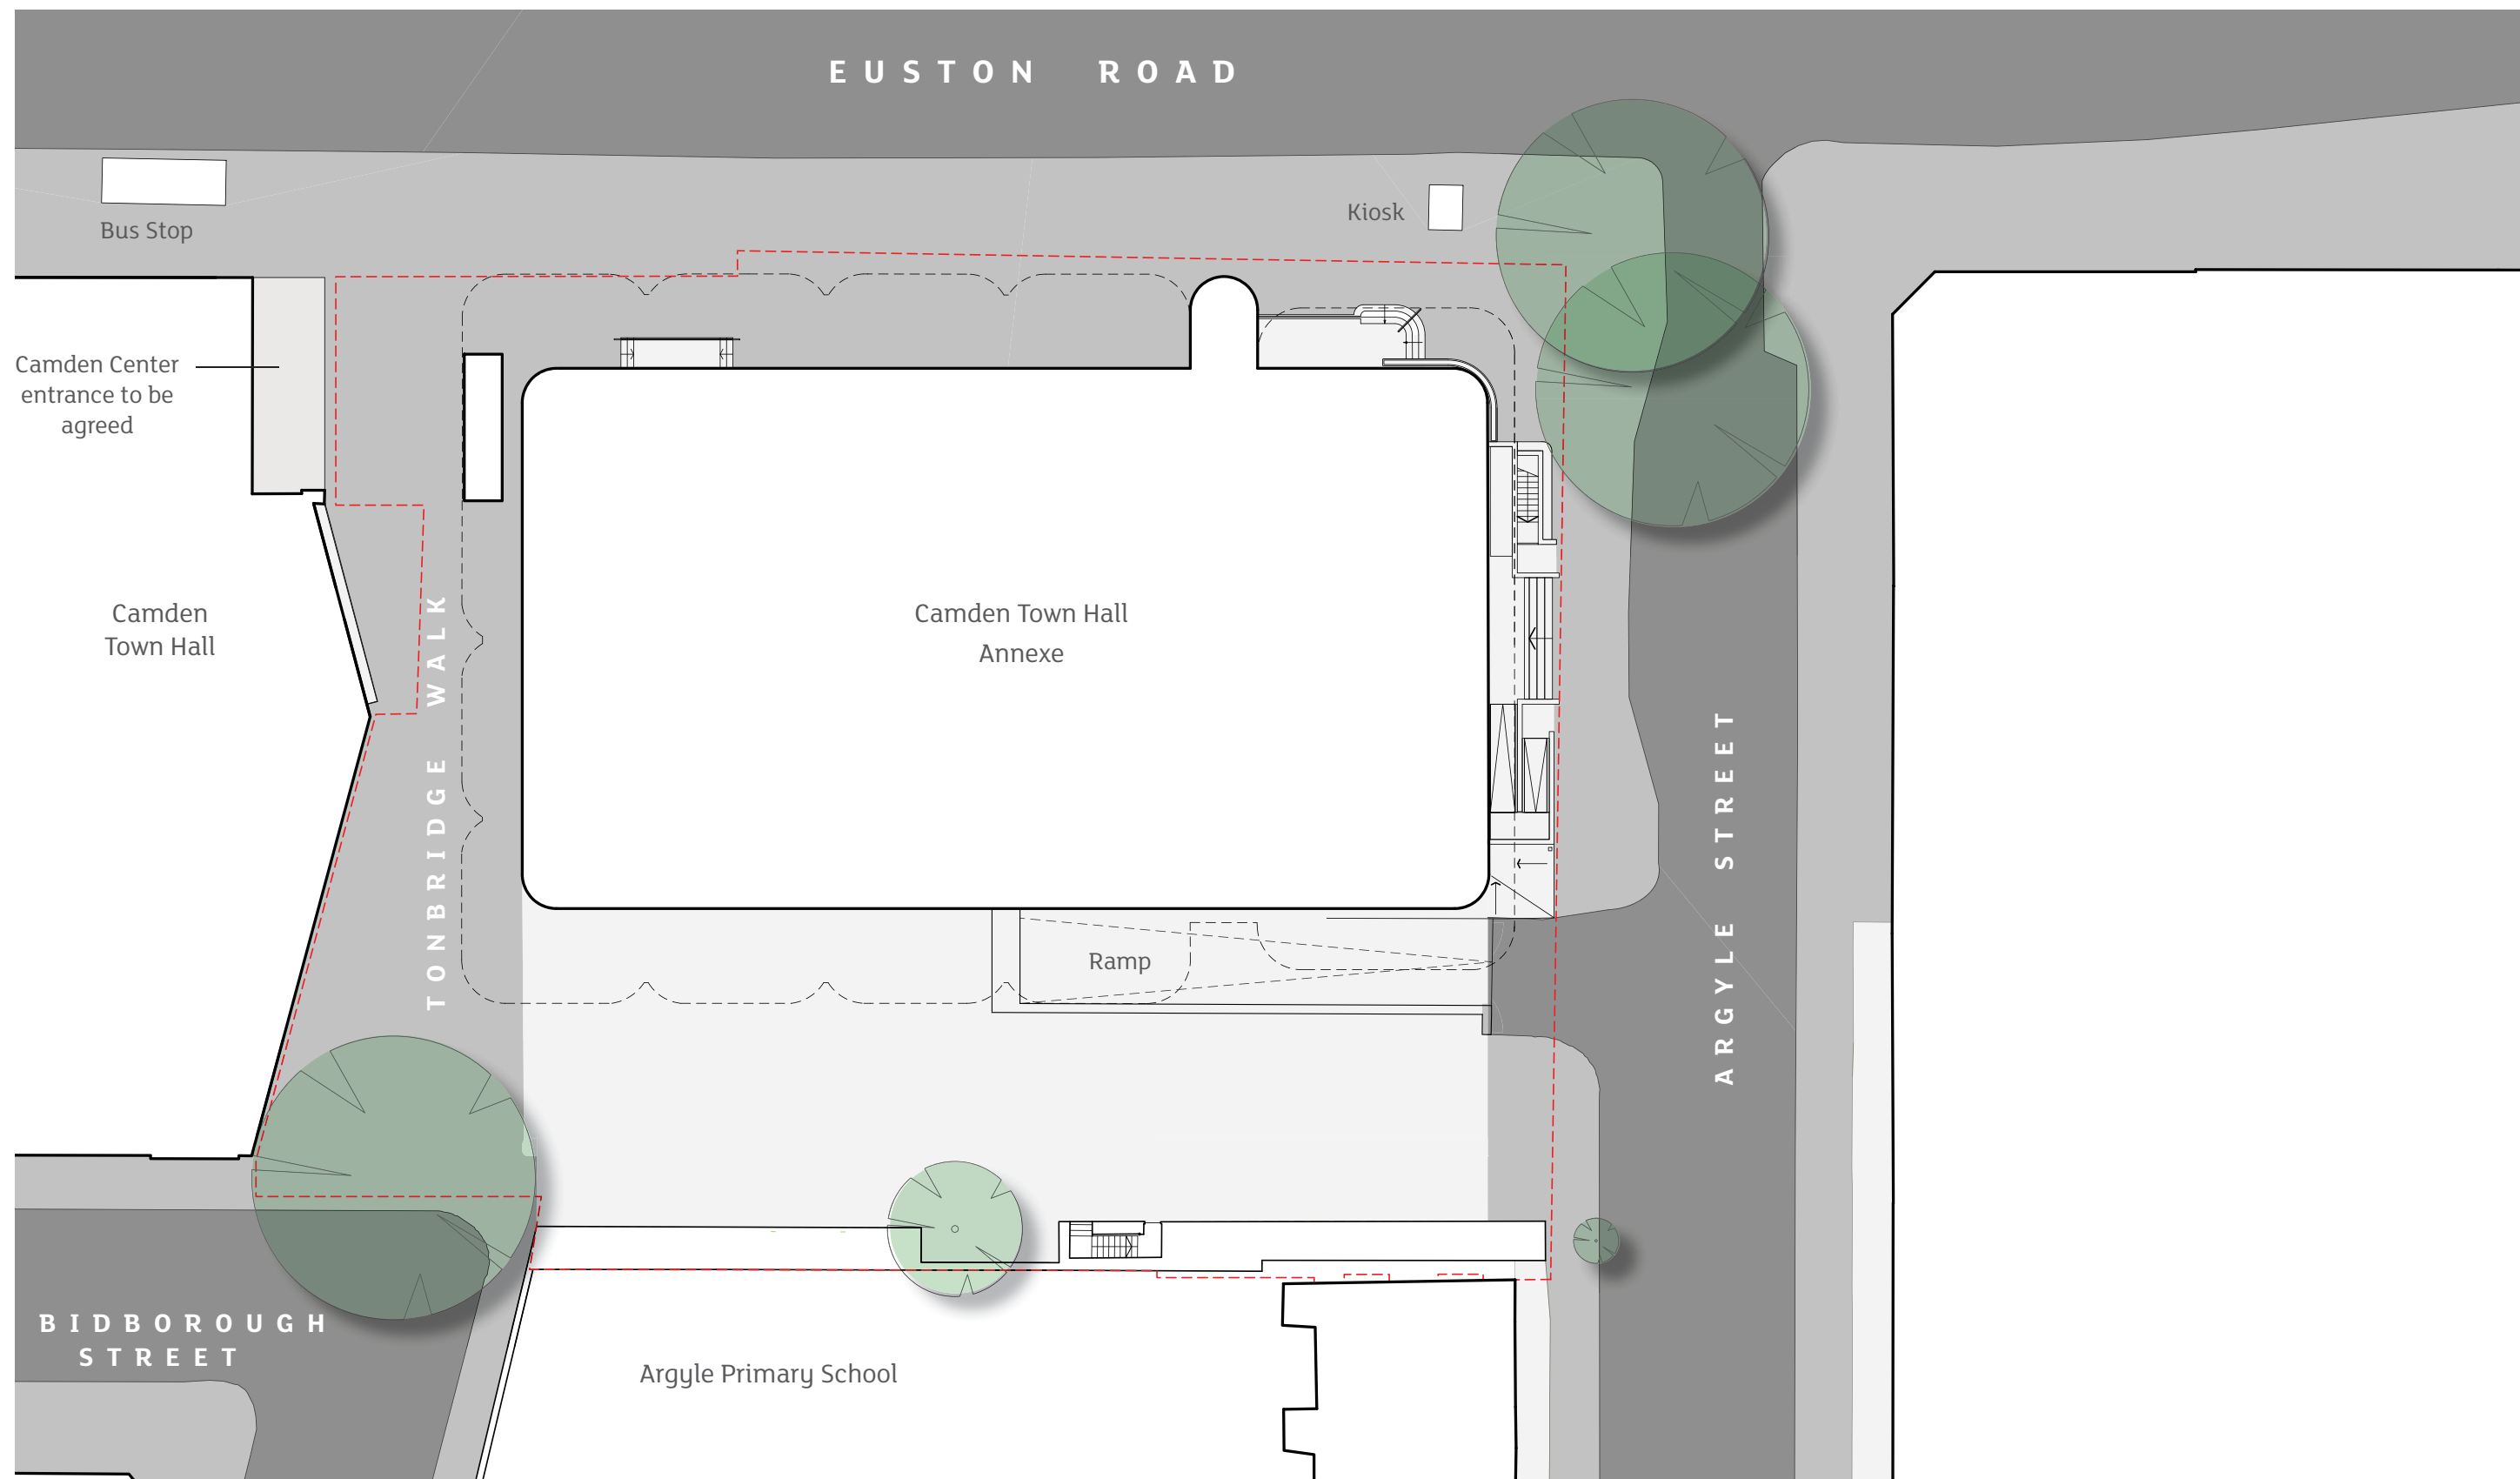 EUSTON ROAD
Bus Stop
Kiosk
Camden Center
entrance to be
agreed
Camden
Town Hall
Camden Town Hall
Annexe
TONBRIDGE WALK
ARGYLE STREET
Ramp
BIDBOROUGH
STREET
Argyle Primary School